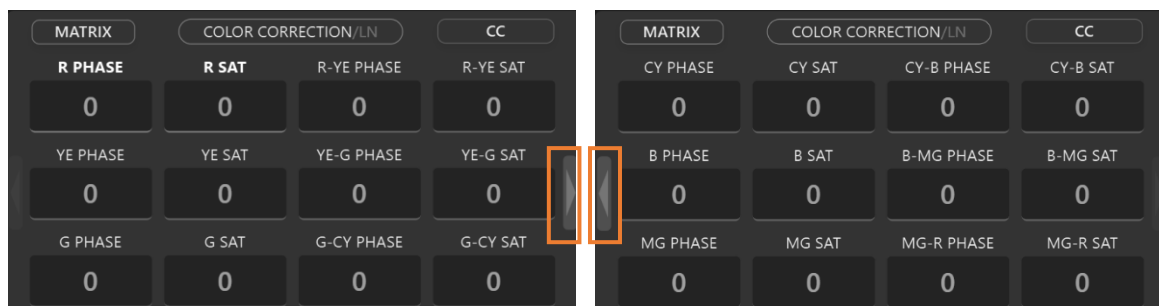 MATRIX COLOR CORRECTION/LN CC
R PHASE R SAT R-YE PHASE R-YE SAT
0 0 0 0
YE PHASE YE SAT YE-G PHASE YE-G SAT
0 0 0 0
G PHASE G SAT G-CY PHASE G-CY SAT
0 0 0 0
MATRIX COLOR CORRECTION/LN CC
CY PHASE CY SAT CY-B PHASE CY-B SAT
0 0 0 0
B PHASE B SAT B-MG PHASE B-MG SAT
0 0 0 0
MG PHASE MG SAT MG-R PHASE MG-R SAT
0 0 0 0